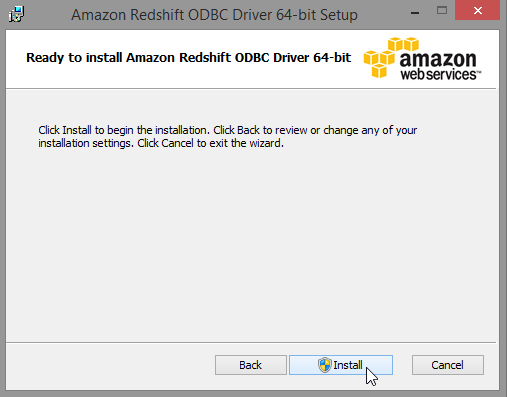 Amazon Redshift ODBC Driver 64-bit Setup
Ready to install Amazon Redshift ODBC Driver 64-bit
amazon
webservices™
Click Install to begin the installation. Click Back to review or change any of your
installation settings. Click Cancel to exit the wizard.
Back
Install
Cancel